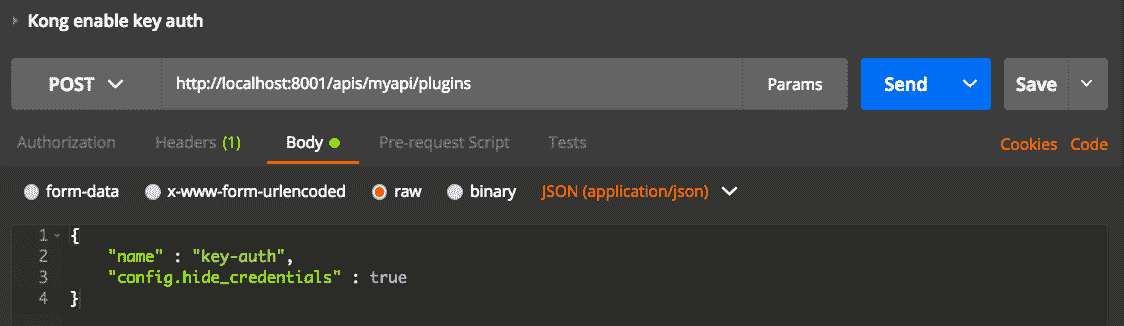 Kong enable key auth
POST http://localhost:8001/apis/myapi/plugins Params Send Save
Authorization Headers (1) Body Pre-request Script Tests Cookies Code
form-data x-www-form-urlencoded raw binary JSON (application/json)
1 {
2 "name" : "key-auth",
3 "config.hide_credentials" : true
4 }